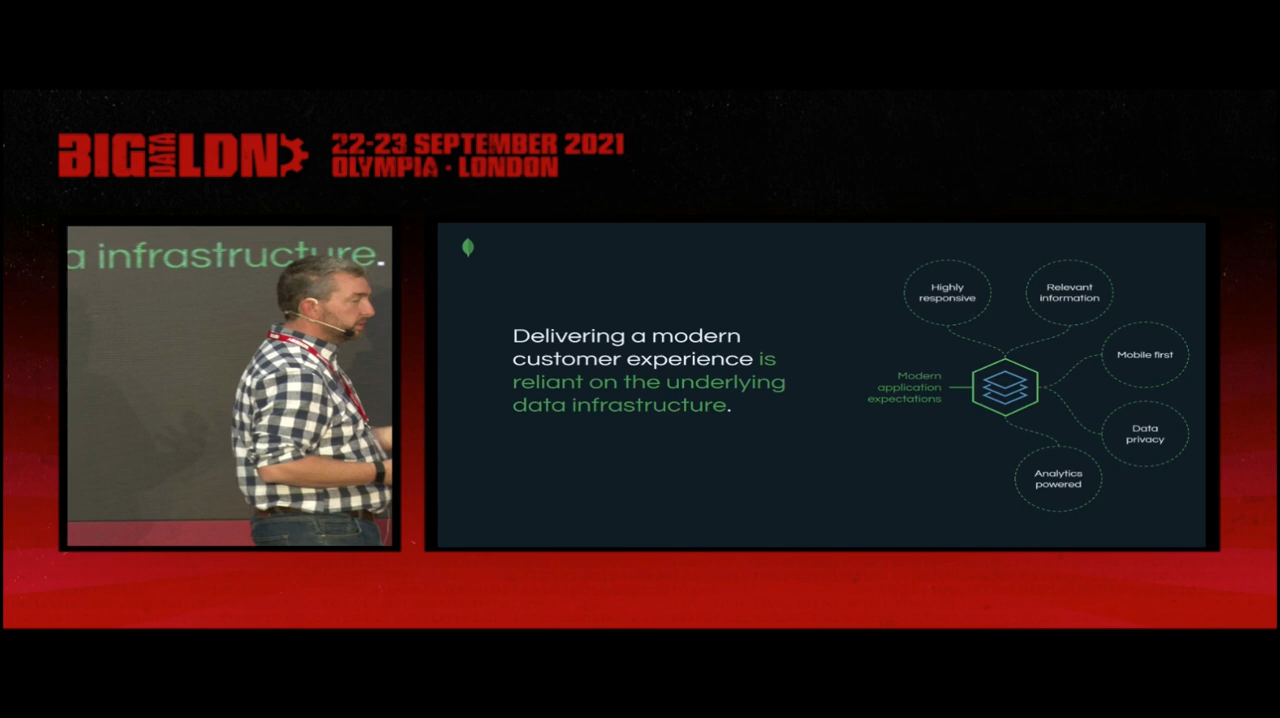 BIG DATA LDN
22-23 SEPTEMBER 2021
OLYMPIA · LONDON
a infrastructure.
Delivering a modern
customer experience is
reliant on the underlying
data infrastructure.
Highly
responsive
Relevant
information
Mobile first
Modern
application
expectations
Data
privacy
Analytics
powered